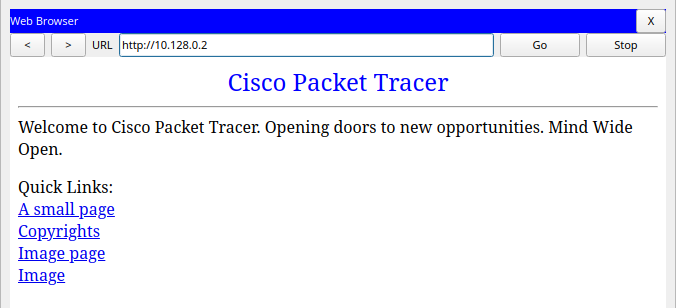 Web Browser X
< > URL http://10.128.0.2 Go Stop
Cisco Packet Tracer
Welcome to Cisco Packet Tracer. Opening doors to new opportunities. Mind Wide
Open.
Quick Links:
A small page
Copyrights
Image page
Image